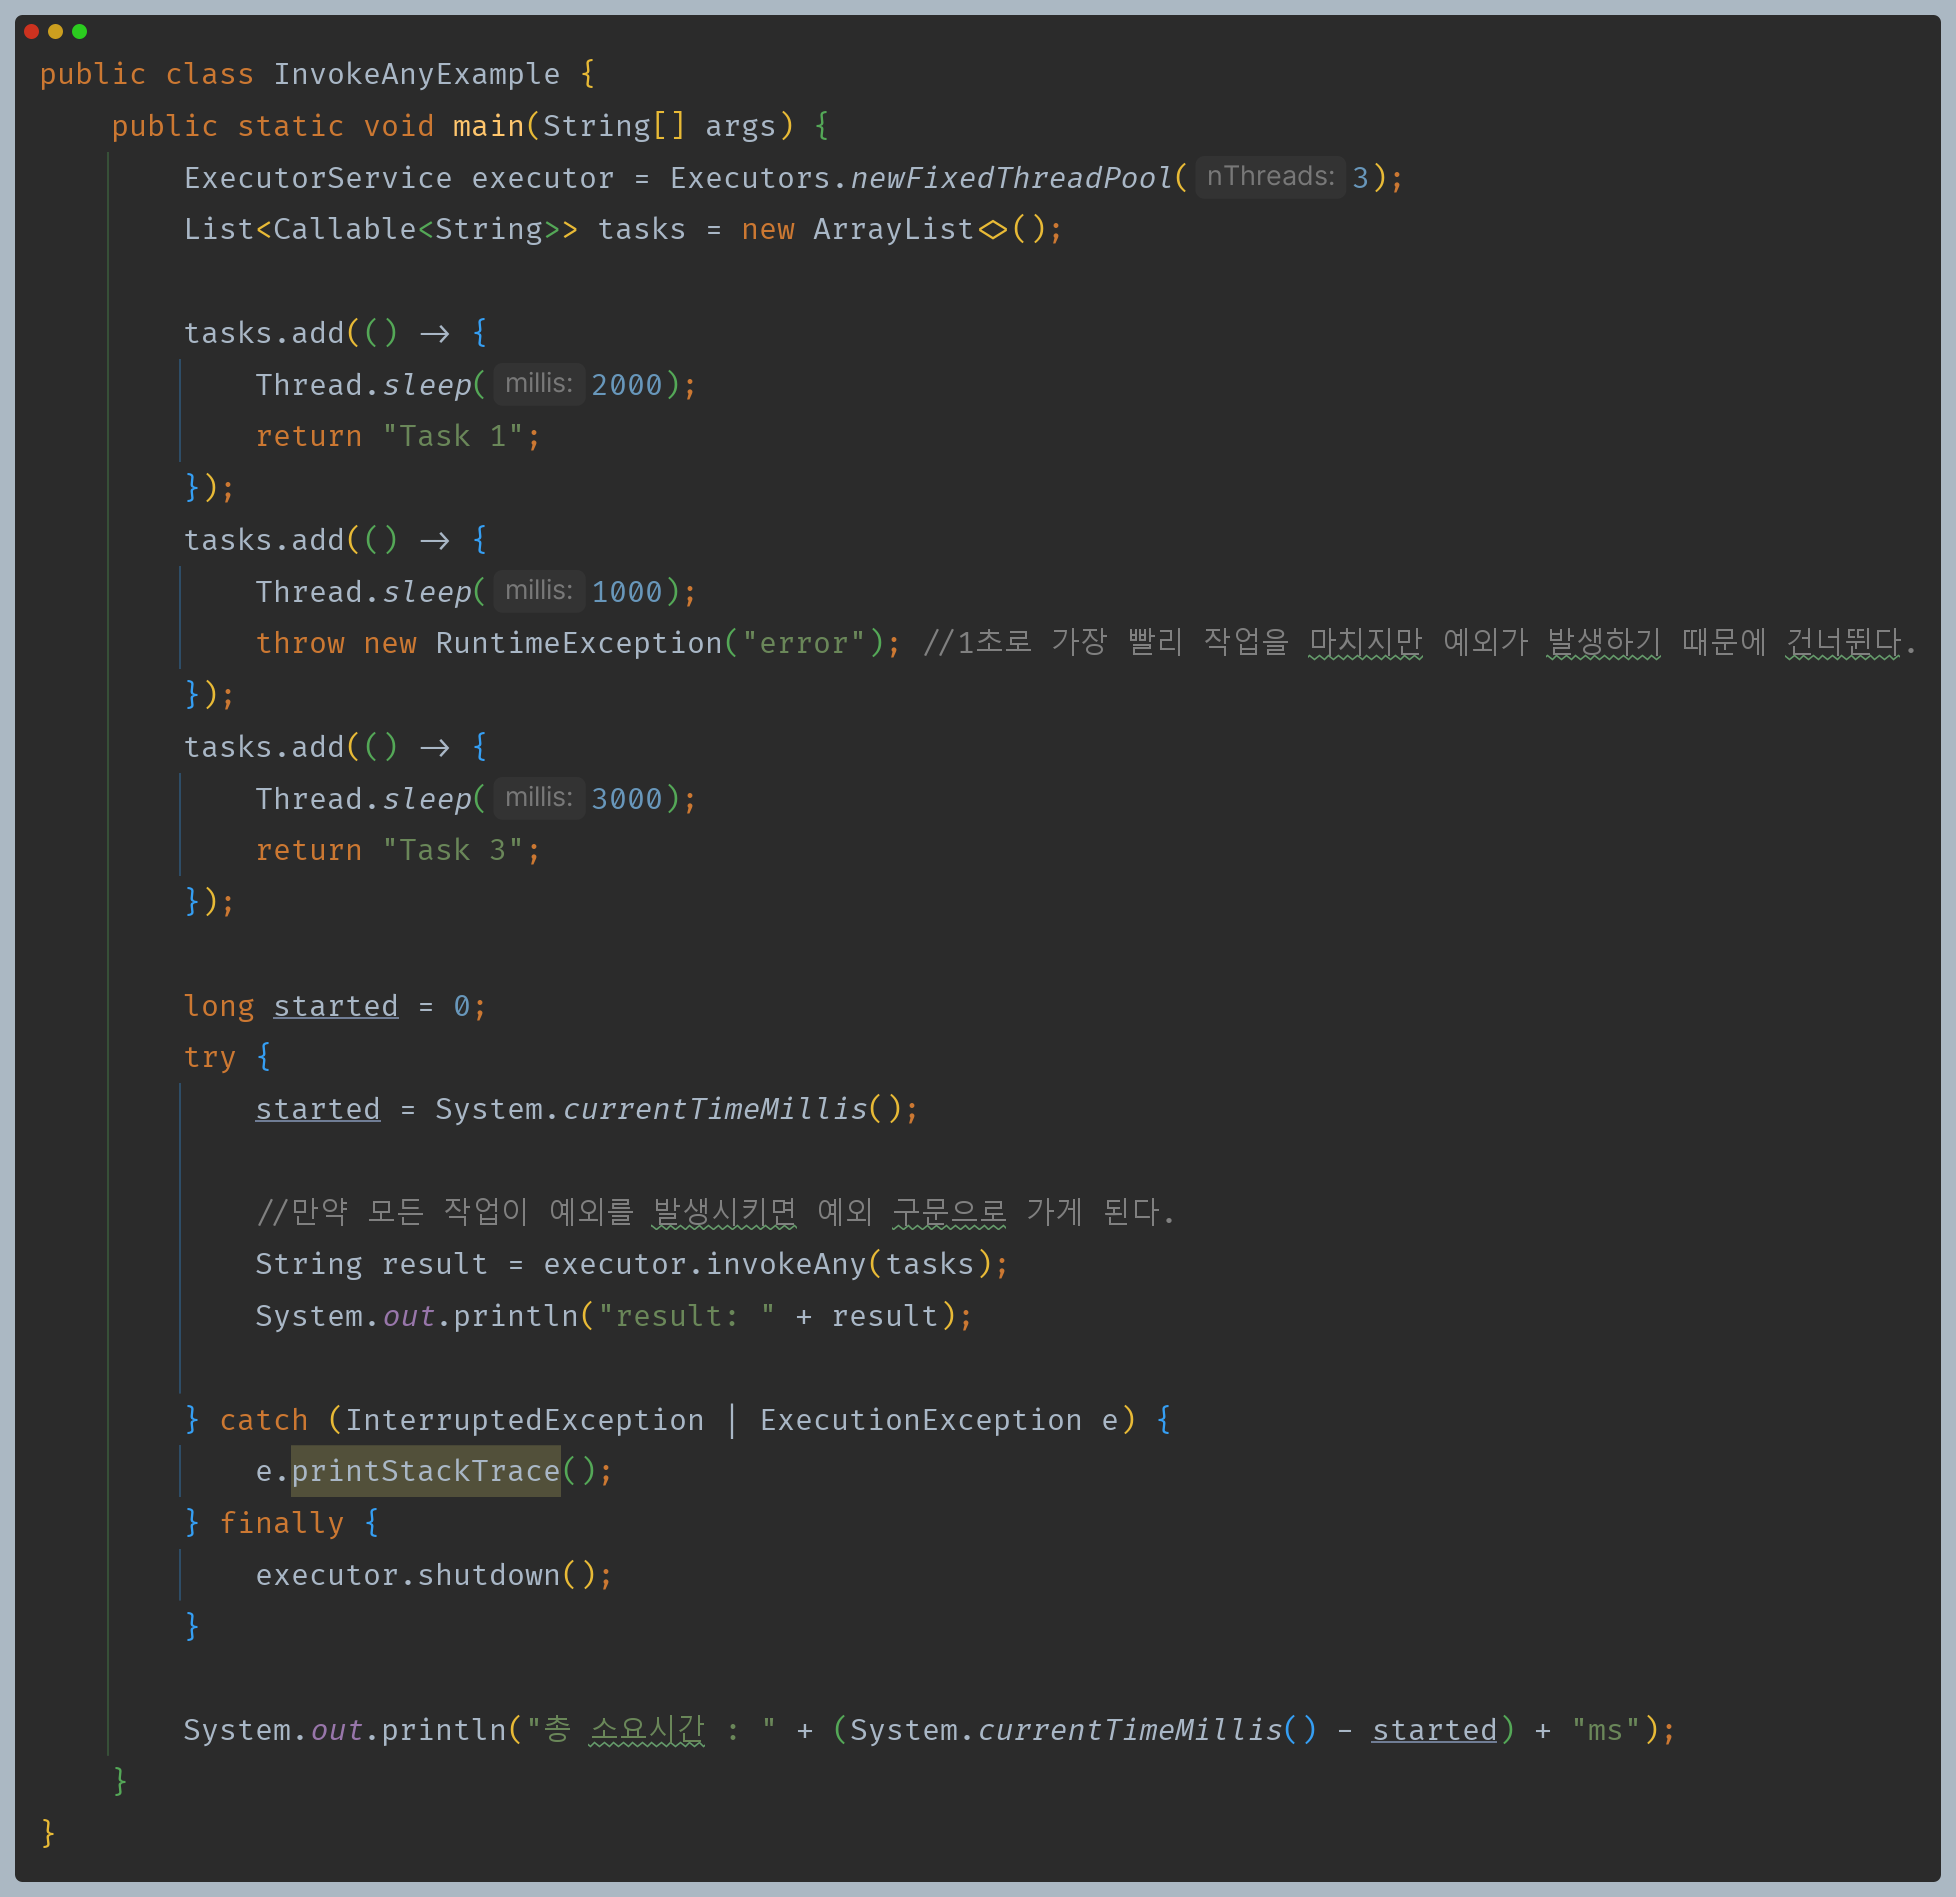 public class InvokeAnyExample {
public static void main(String[] args) {
ExecutorService executor = Executors.newFixedThreadPool( nThreads: 3);
List<Callable<String>> tasks = new ArrayList<>();
tasks.add(() -> {
Thread.sleep( millis: 2000);
return "Task 1";
});
tasks.add(() -> {
Thread.sleep( millis: 1000);
throw new RuntimeException("error"); //1초로 가장 빨리 작업을 마치지만 예외가 발생하기 때문에 건너뛴다.
});
tasks.add(() -> {
Thread.sleep( millis: 3000);
return "Task 3";
});
long started = 0;
try {
started = System.currentTimeMillis();
//만약 모든 작업이 예외를 발생시키면 예외 구문으로 가게 된다.
String result = executor.invokeAny(tasks);
System.out.println("result: " + result);
} catch (InterruptedException | ExecutionException e) {
e.printStackTrace();
} finally {
executor.shutdown();
}
System.out.println("총 소요시간 : " + (System.currentTimeMillis() - started) + "ms");
}
}